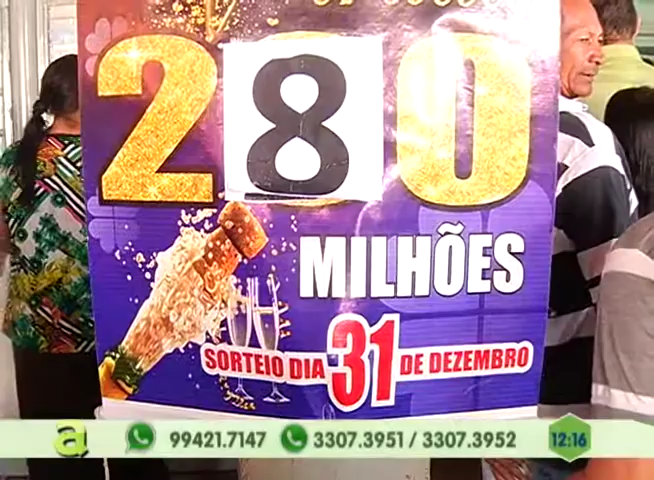 280
MILHÕES
SORTEIO DIA 31 DE DEZEMBRO
a 99421.7147 3307.3951 / 3307.3952 12:16